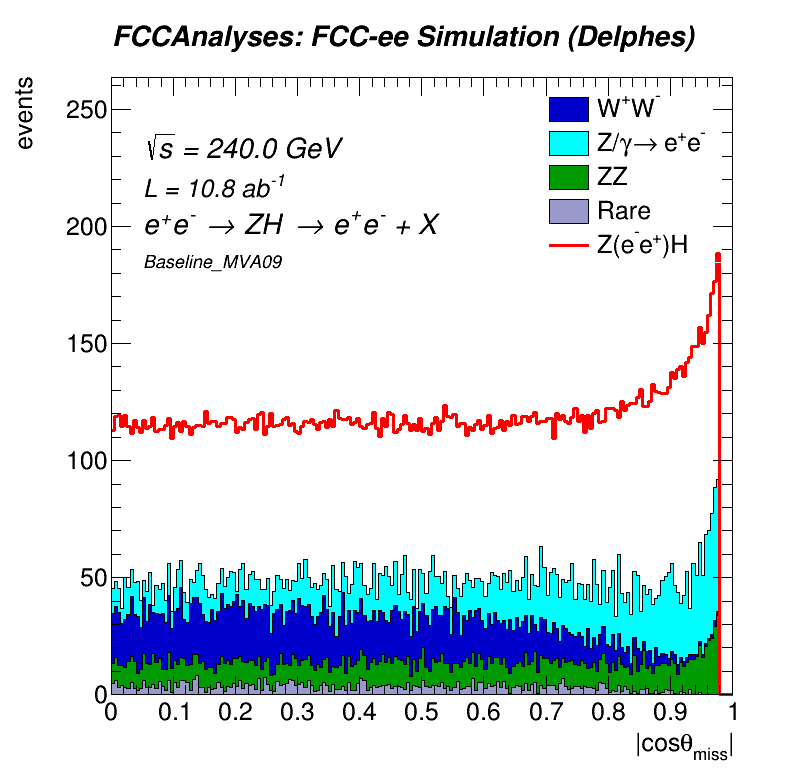 FCCAnalyses: FCC-ee Simulation (Delphes)
events
250
200
150
100
50
0
√s = 240.0 GeV
L = 10.8 ab⁻¹
e⁺e⁻ → ZH → e⁺e⁻ + X
Baseline_MVA09
W⁺W⁻
Z/γ→ e⁺e⁻
ZZ
Rare
Z(e⁻e⁺)H
0 0.1 0.2 0.3 0.4 0.5 0.6 0.7 0.8 0.9 1
|cosθ_miss|